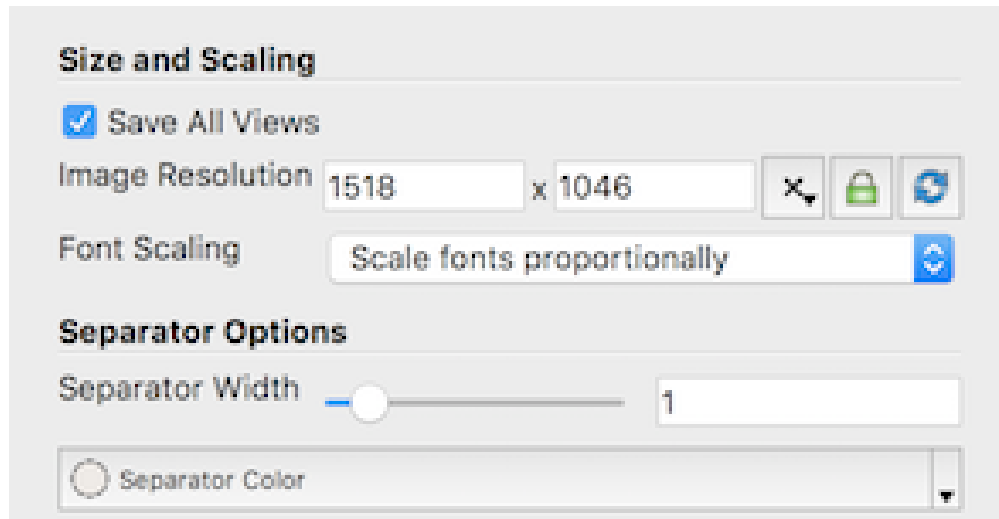 Size and Scaling
Save All Views
Image Resolution 1518 x 1046 x
Font Scaling Scale fonts proportionally
Separator Options
Separator Width 1
Separator Color